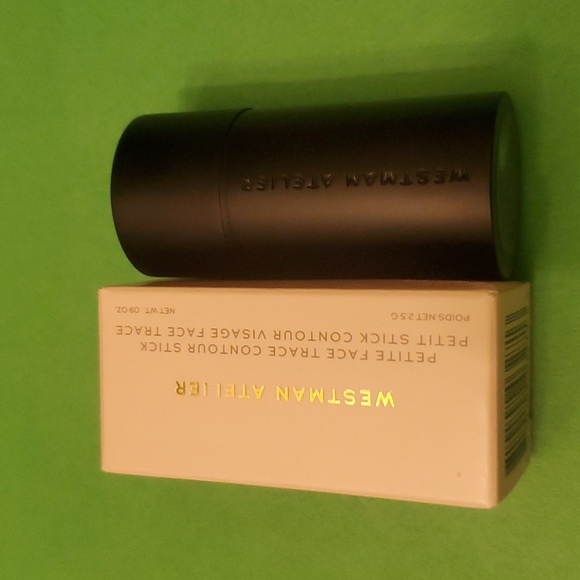 WESTMAN ATELIER
WESTMAN ATELIER
PETITE FACE TRACE CONTOUR STICK
PETIT STICK CONTOUR VISAGE FACE TRACE
POIDS NET 2.5 G NET WT. .09 OZ.